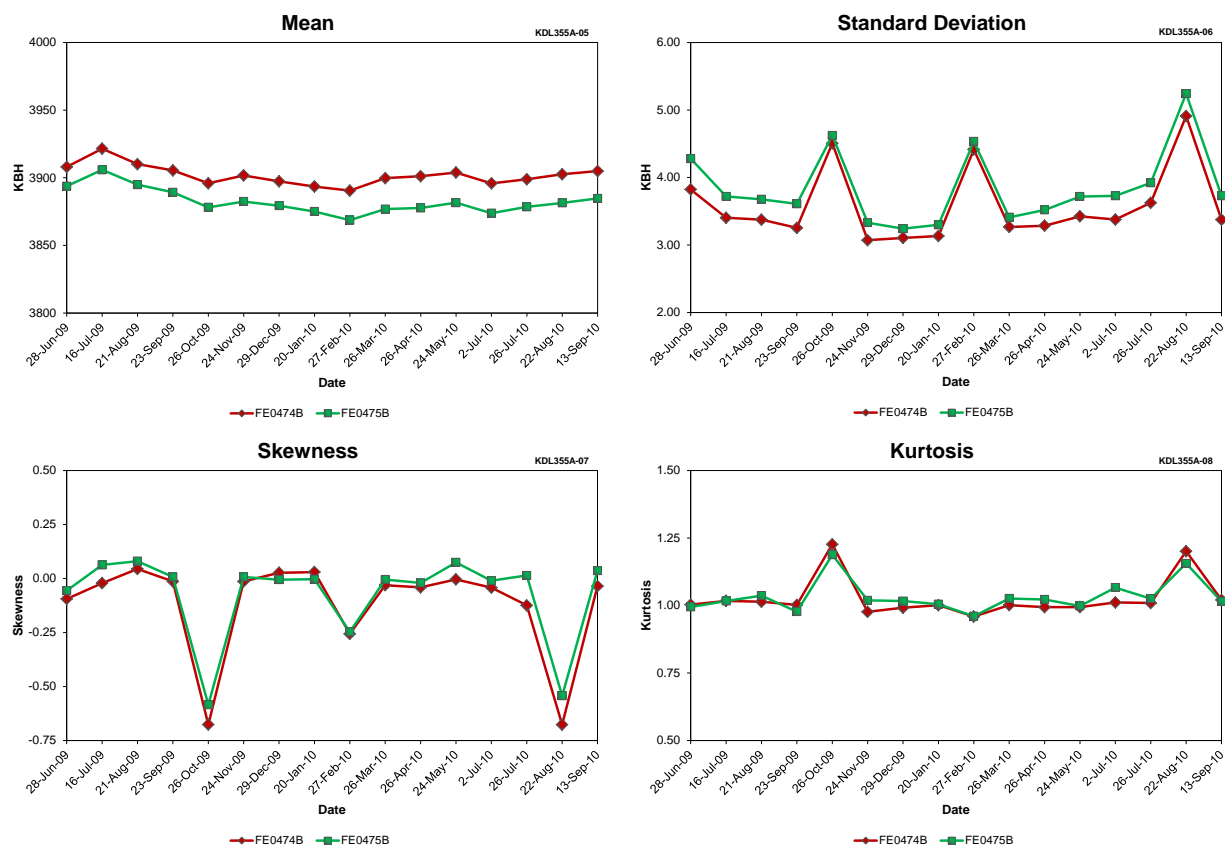 Mean
KDL355A-05
4000
3950
3900
3850
3800
KBH
28-Jun-09
16-Jul-09
21-Aug-09
23-Sep-09
26-Oct-09
24-Nov-09
29-Dec-09
20-Jan-10
27-Feb-10
26-Mar-10
26-Apr-10
24-May-10
2-Jul-10
26-Jul-10
22-Aug-10
13-Sep-10
Date
FE0474B FE0475B
Standard Deviation
KDL355A-06
6.00
5.00
4.00
3.00
2.00
KBH
28-Jun-09
16-Jul-09
21-Aug-09
23-Sep-09
26-Oct-09
24-Nov-09
29-Dec-09
20-Jan-10
27-Feb-10
26-Mar-10
26-Apr-10
24-May-10
2-Jul-10
26-Jul-10
22-Aug-10
13-Sep-10
Date
FE0474B FE0475B
Skewness
KDL355A-07
0.50
0.25
0.00
-0.25
-0.50
-0.75
Skewness
28-Jun-09
16-Jul-09
21-Aug-09
23-Sep-09
26-Oct-09
24-Nov-09
29-Dec-09
20-Jan-10
27-Feb-10
26-Mar-10
26-Apr-10
24-May-10
2-Jul-10
26-Jul-10
22-Aug-10
13-Sep-10
Date
FE0474B FE0475B
Kurtosis
KDL355A-08
1.50
1.25
1.00
0.75
0.50
Kurtosis
28-Jun-09
16-Jul-09
21-Aug-09
23-Sep-09
26-Oct-09
24-Nov-09
29-Dec-09
20-Jan-10
27-Feb-10
26-Mar-10
26-Apr-10
24-May-10
2-Jul-10
26-Jul-10
22-Aug-10
13-Sep-10
Date
FE0474B FE0475B